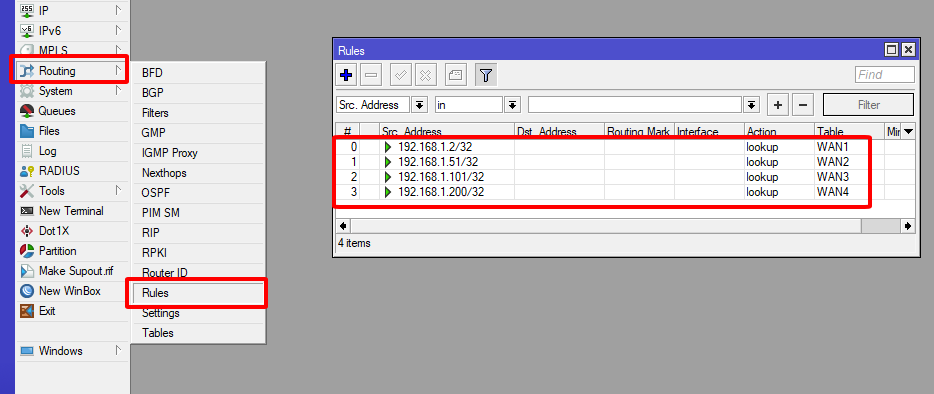 IP
IPv6
MPLS
Routing
System
Queues
Files
Log
RADIUS
Tools
New Terminal
Dot1X
Partition
Make Supout.rif
New WinBox
Exit
Windows
BFD
BGP
Filters
GMP
IGMP Proxy
Nexthops
OSPF
PIM SM
RIP
RPKI
Router ID
Rules
Settings
Tables
Rules
Find
Src. Address in Filter
# Src. Address Dst. Address Routing Mark Interface Action Table Min
0 192.168.1.2/32 lookup WAN1
1 192.168.1.51/32 lookup WAN2
2 192.168.1.101/32 lookup WAN3
3 192.168.1.200/32 lookup WAN4
4 items